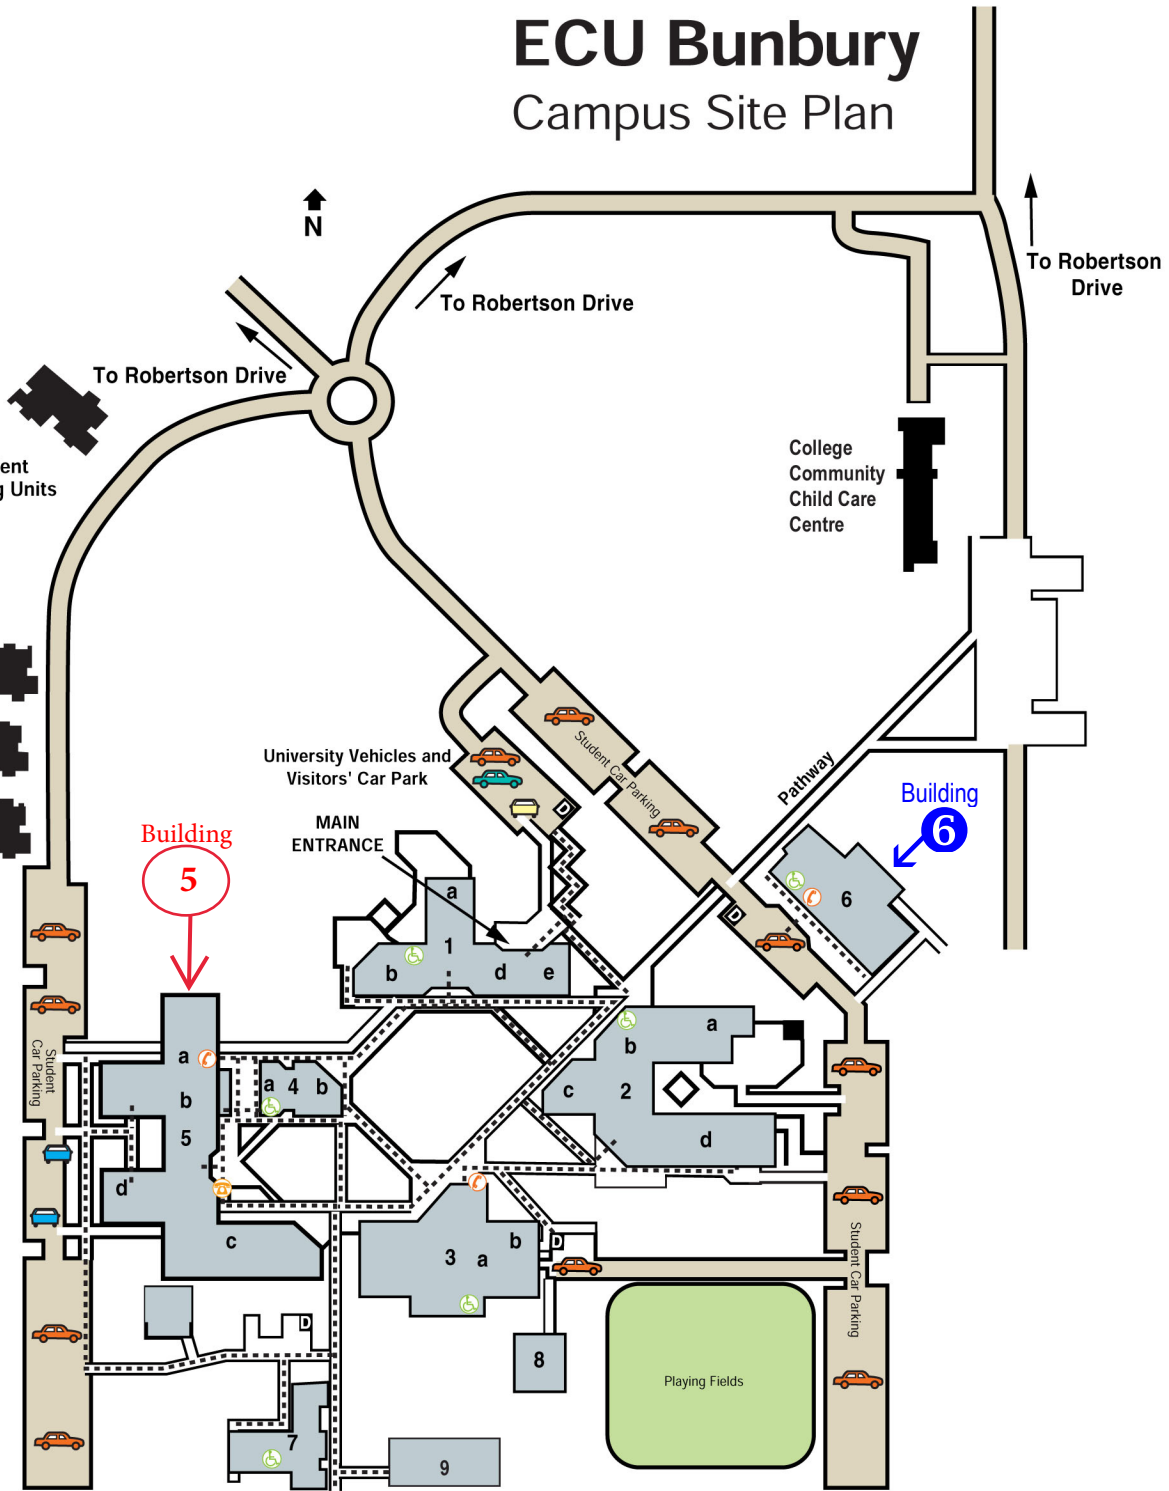 ECU Bunbury
Campus Site Plan
N
To Robertson Drive
To Robertson
Drive
To Robertson Drive
ent
g Units
College
Community
Child Care
Centre
University Vehicles and
Visitors' Car Park
MAIN
ENTRANCE
Student Car Parking
Pathway
Building
6
Building
5
D
D
6
a
1
b
d
e
a
b
c
2
d
a
b
5
d
c
a
4
b
Student
Car Parking
3
a
b
D
8
D
7
9
Playing Fields
Student Car Parking